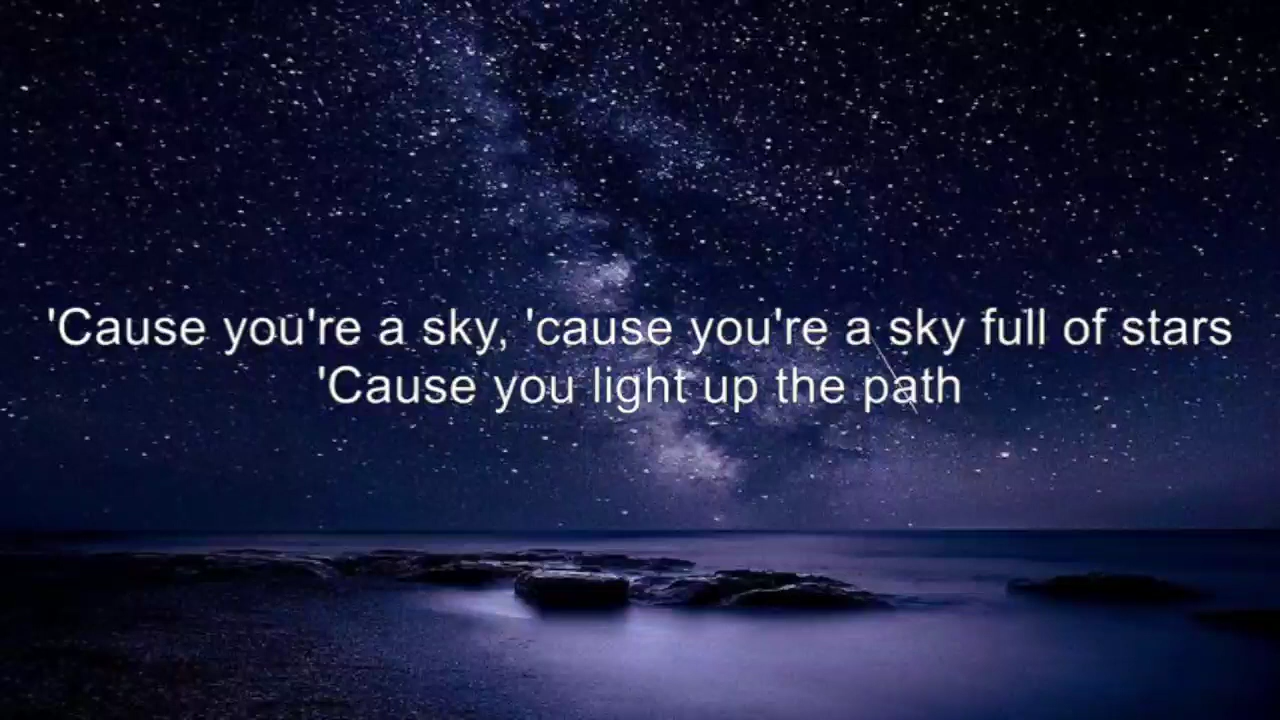 'Cause you're a sky, 'cause you're a sky full of stars
'Cause you light up the path